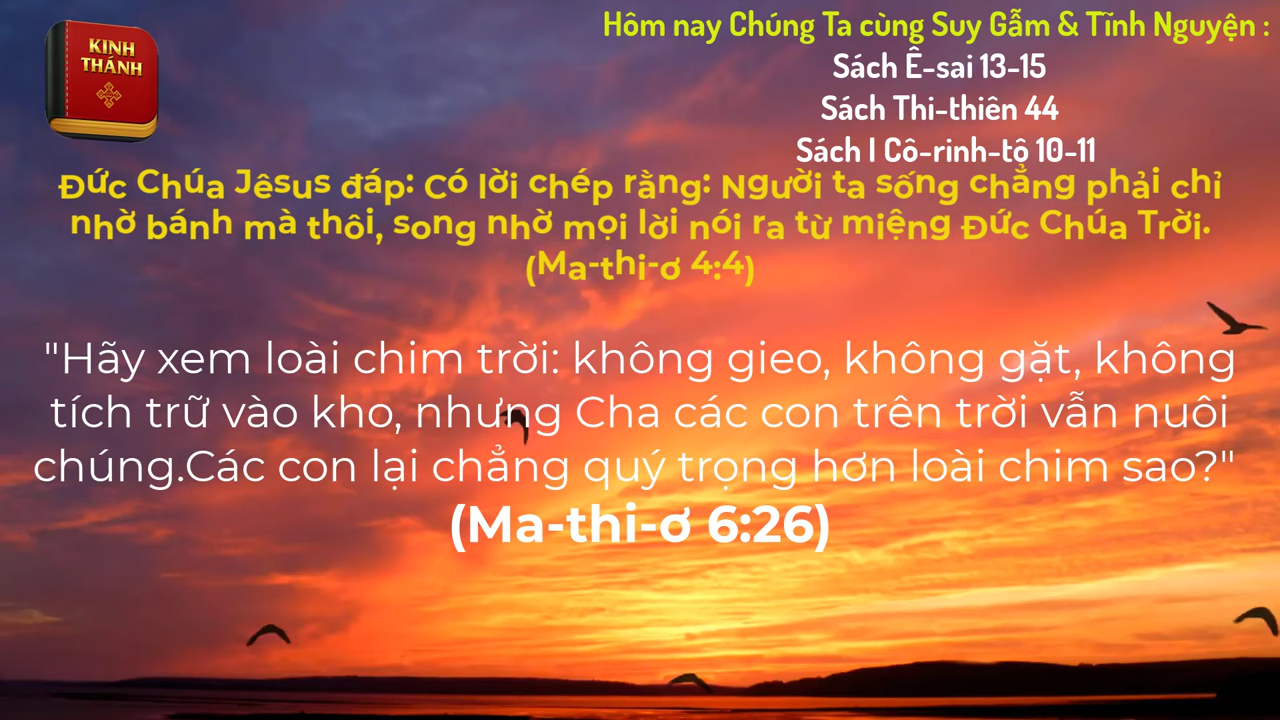 KINH
THÁNH
Hôm nay Chúng Ta cùng Suy Gẫm & Tĩnh Nguyện :
Sách Ê-sai 13-15
Sách Thi-thiên 44
Sách I Cô-rinh-tô 10-11
Đức Chúa Jêsus đáp: Có lời chép rằng: Người ta sống chẳng phải chỉ
nhờ bánh mà thôi, song nhờ mọi lời nói ra từ miệng Đức Chúa Trời.
(Ma-thi-ơ 4:4)
"Hãy xem loài chim trời: không gieo, không gặt, không
tích trữ vào kho, nhưng Cha các con trên trời vẫn nuôi
chúng.Các con lại chẳng quý trọng hơn loài chim sao?"
(Ma-thi-ơ 6:26)